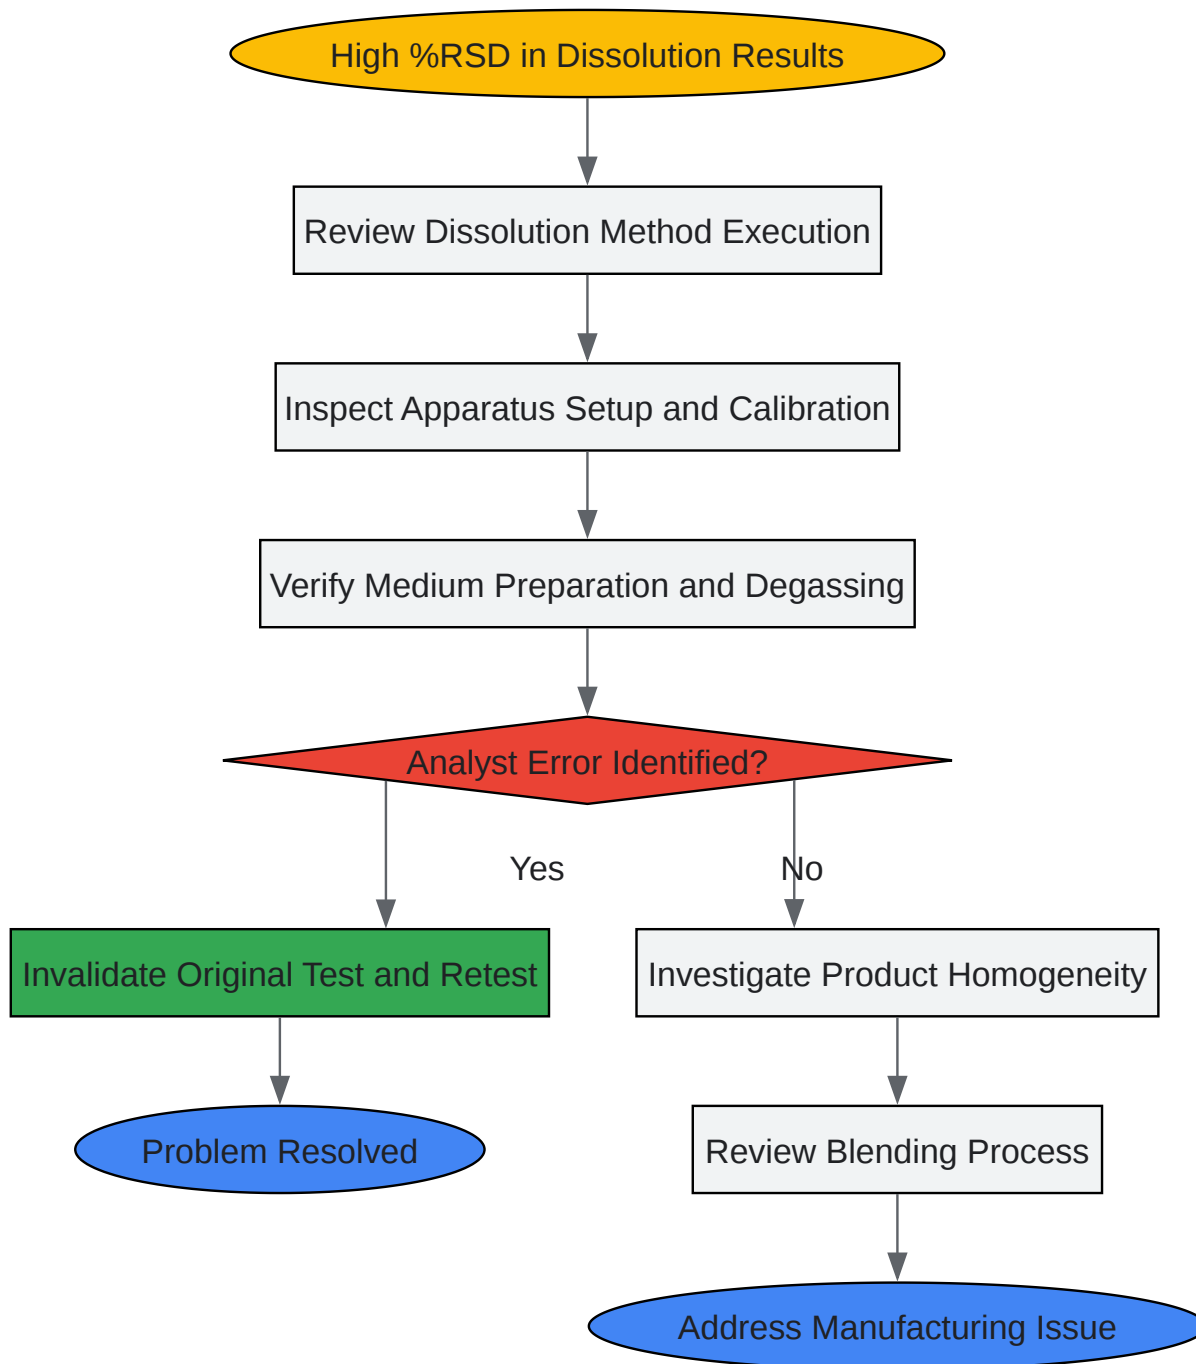 High %RSD in Dissolution Results
Review Dissolution Method Execution
Inspect Apparatus Setup and Calibration
Verify Medium Preparation and Degassing
Analyst Error Identified?
Yes
No
Invalidate Original Test and Retest
Investigate Product Homogeneity
Problem Resolved
Review Blending Process
Address Manufacturing Issue